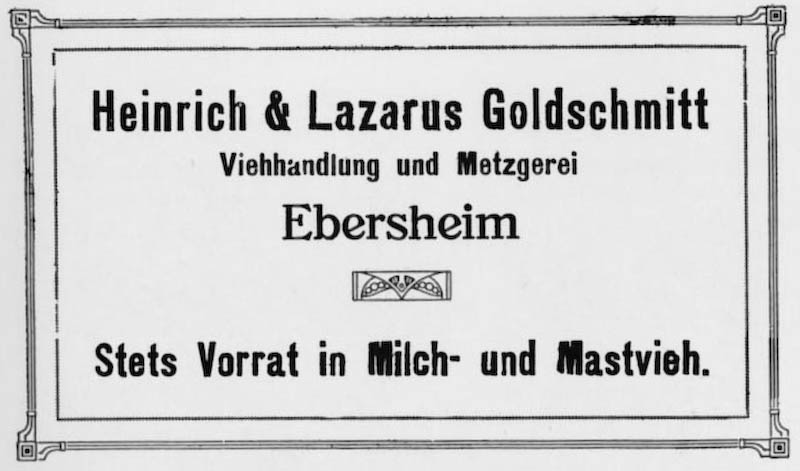 Heinrich & Lazarus Goldschmitt
Viehhandlung und Metzgerei
Ebersheim
Stets Vorrat in Milch- und Mastvieh.